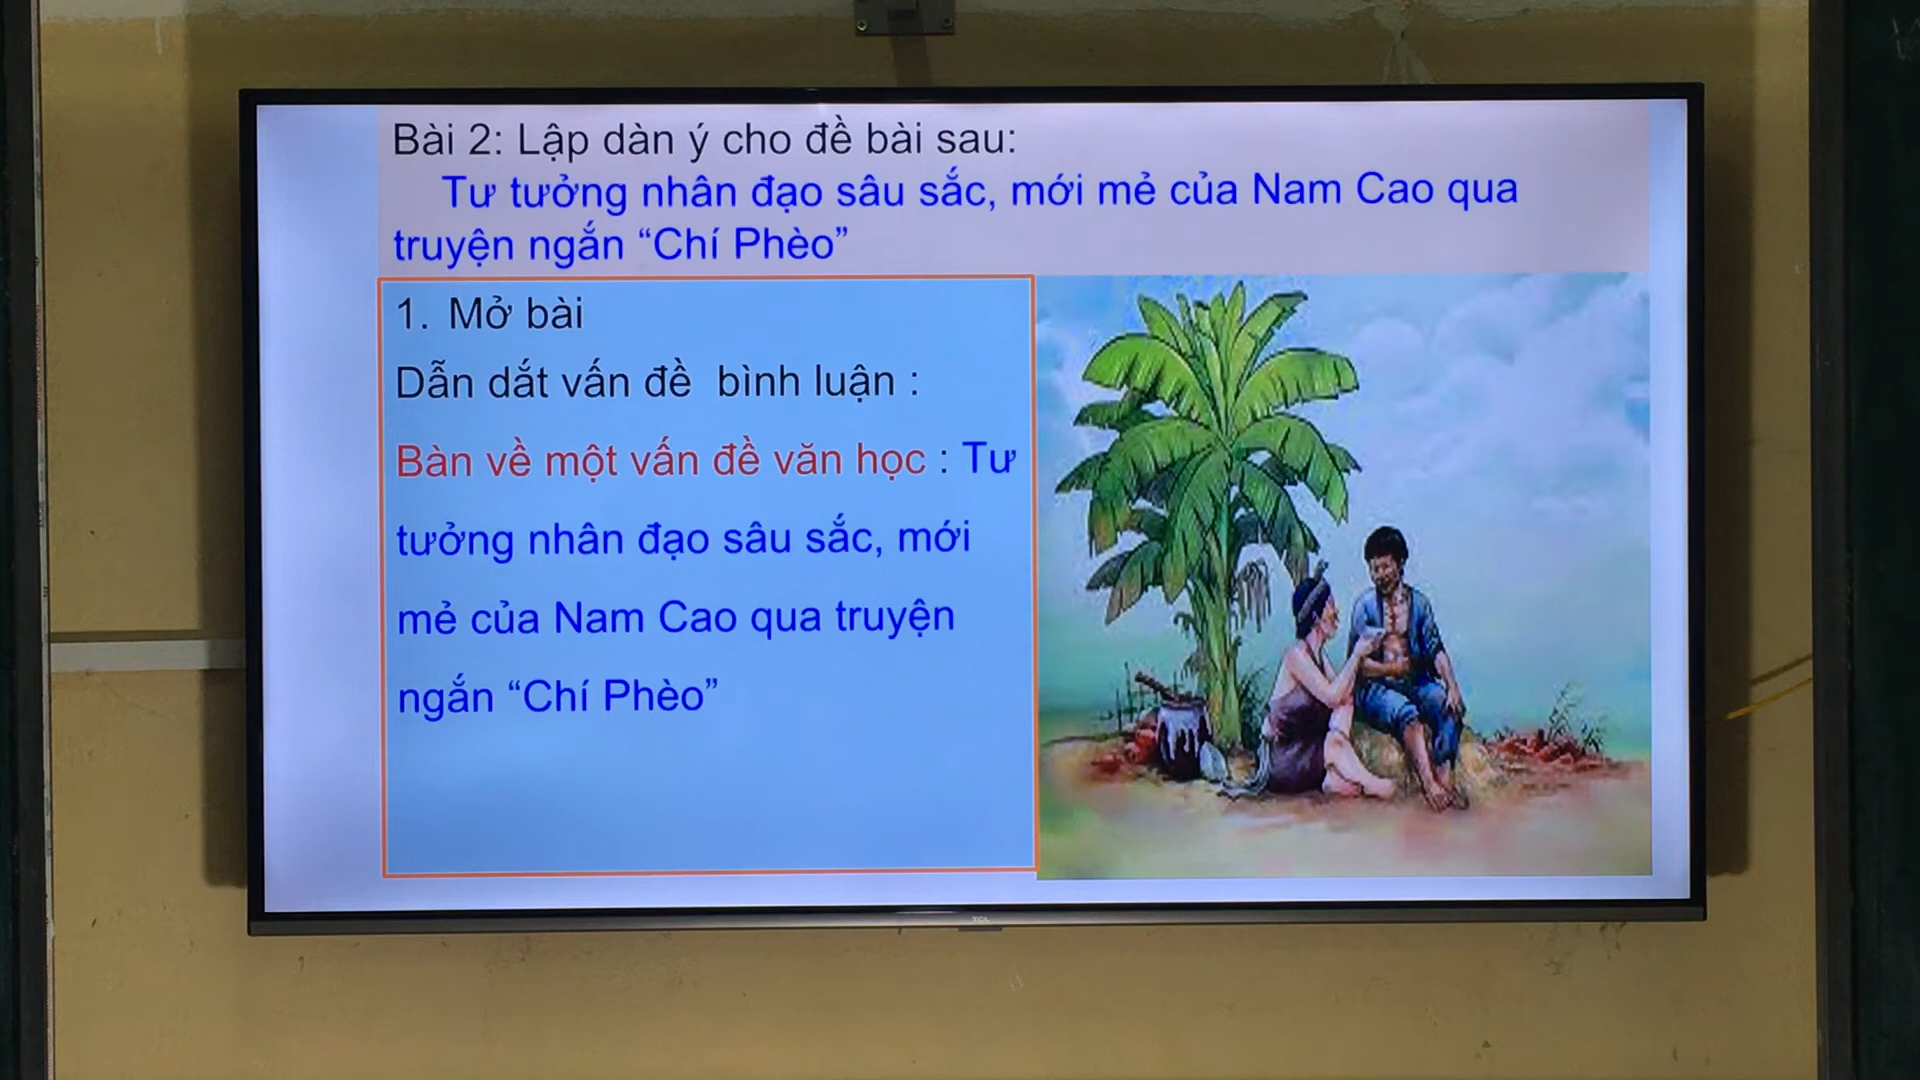 Bài 2: Lập dàn ý cho đề bài sau:
Tư tưởng nhân đạo sâu sắc, mới mẻ của Nam Cao qua
truyện ngắn “Chí Phèo”
1. Mở bài
Dẫn dắt vấn đề bình luận :
Bàn về một vấn đề văn học : Tư
tưởng nhân đạo sâu sắc, mới
mẻ của Nam Cao qua truyện
ngắn “Chí Phèo”
TCL